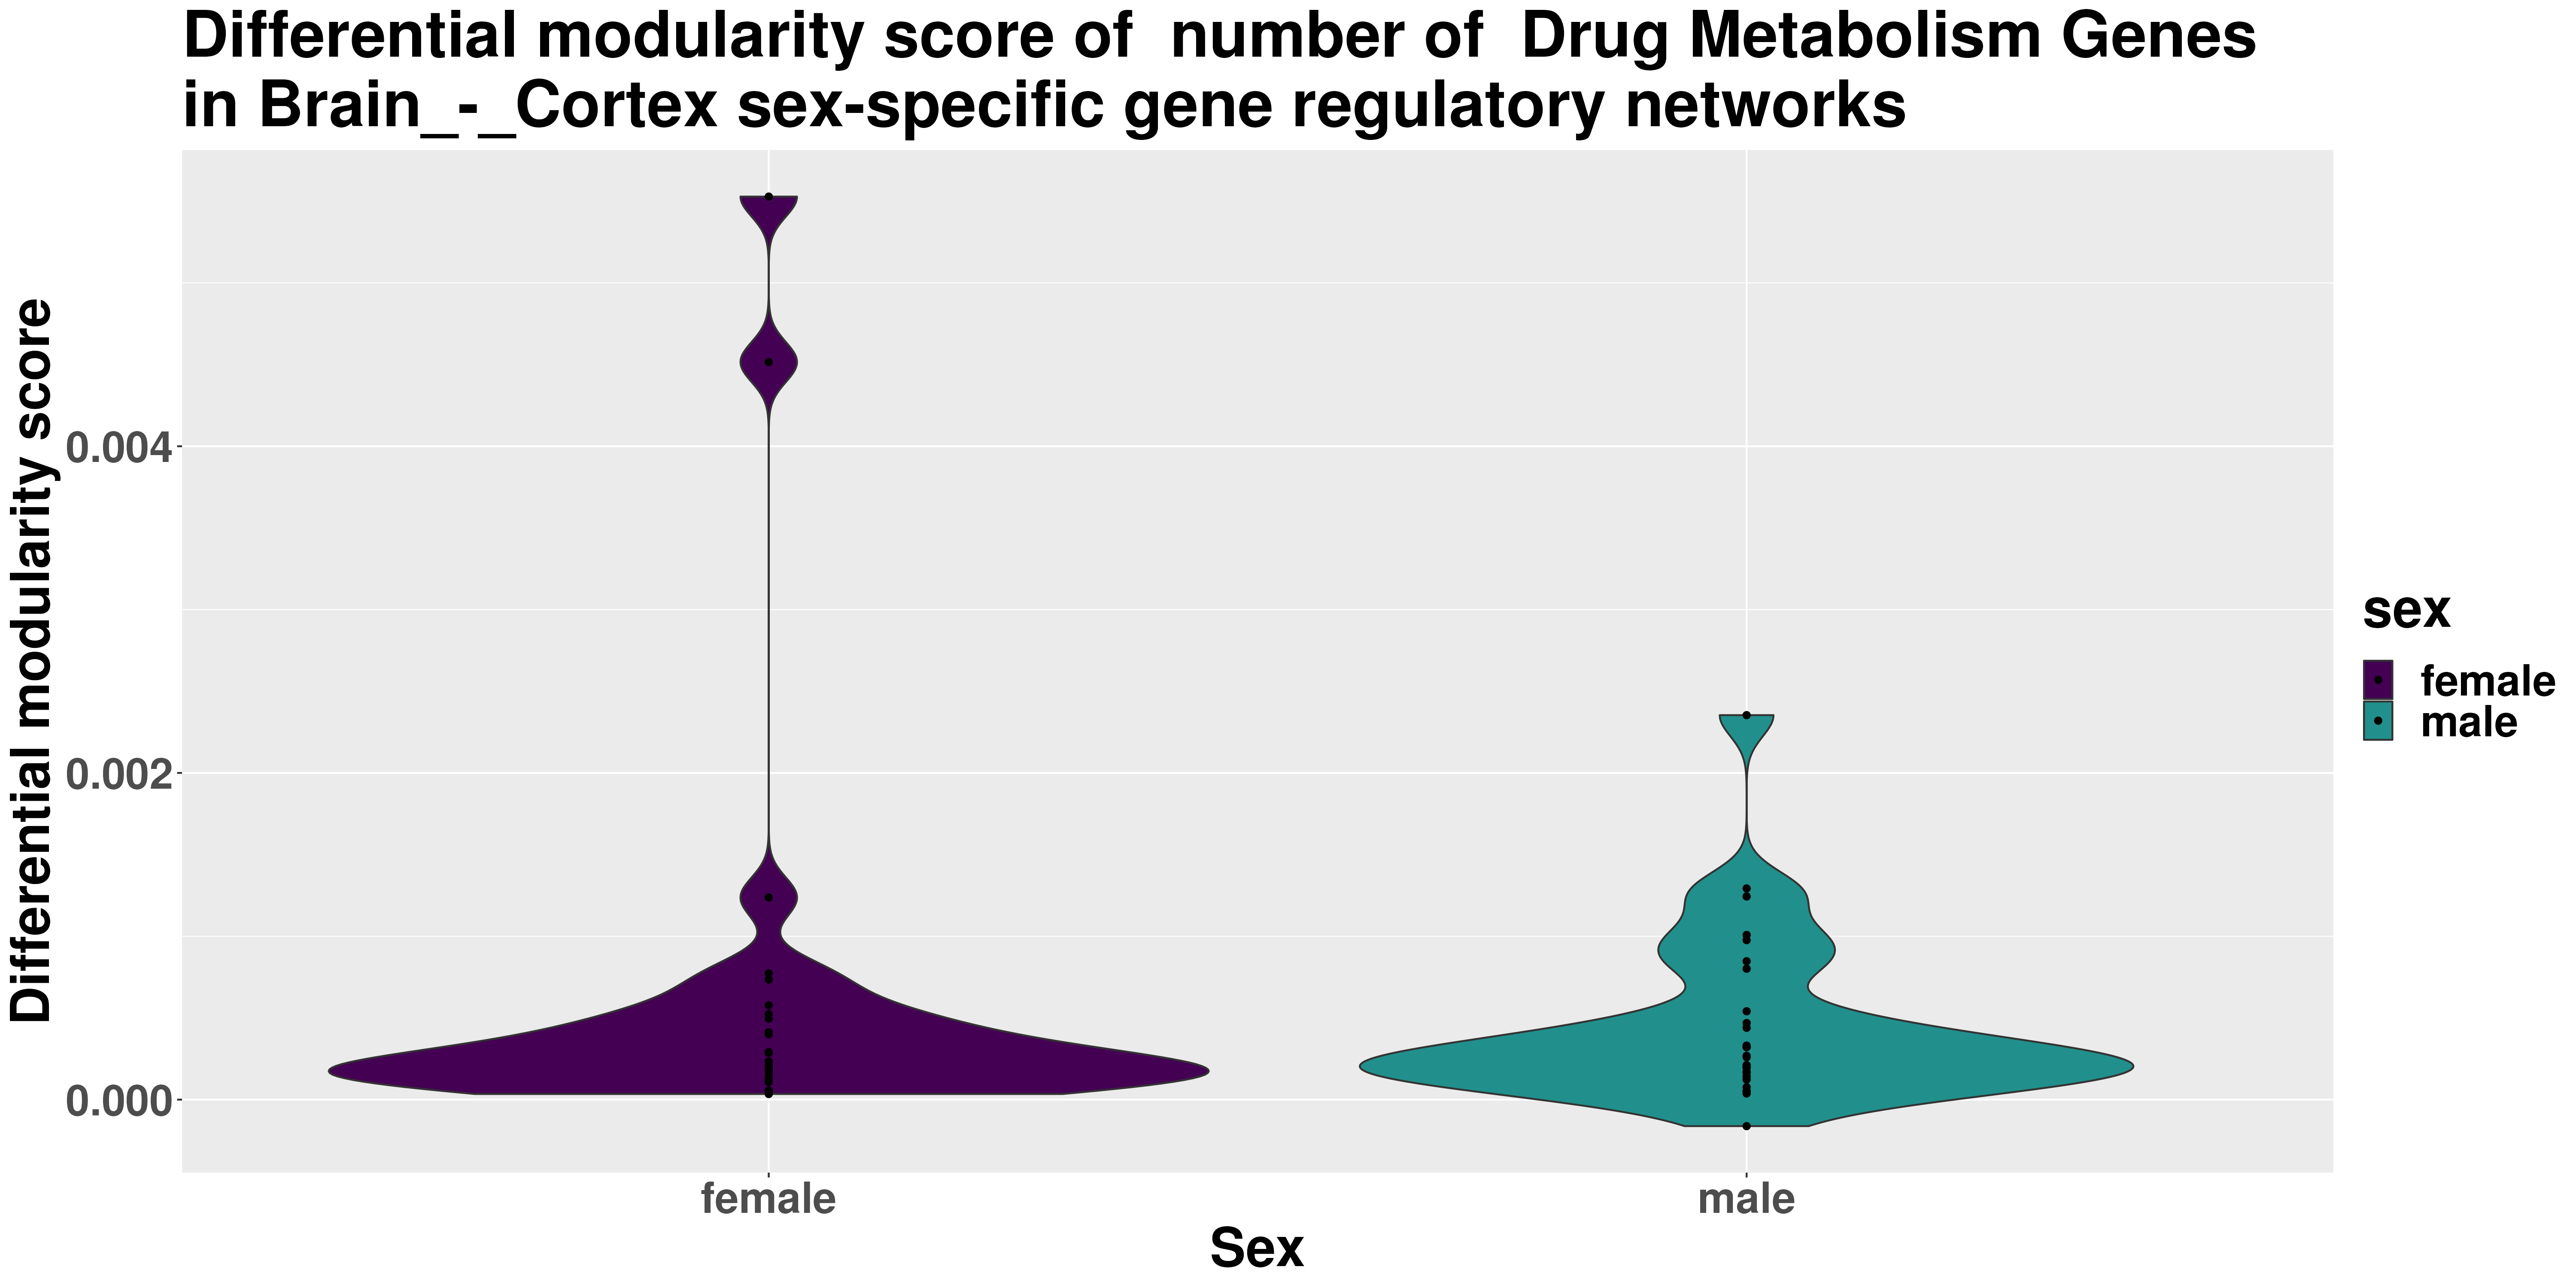 Differential modularity score of  number of  Drug Metabolism Genes
in Brain_-_Cortex sex-specific gene regulatory networks
Differential modularity score
0.004
0.002
0.000
female
male
Sex
sex
female
male